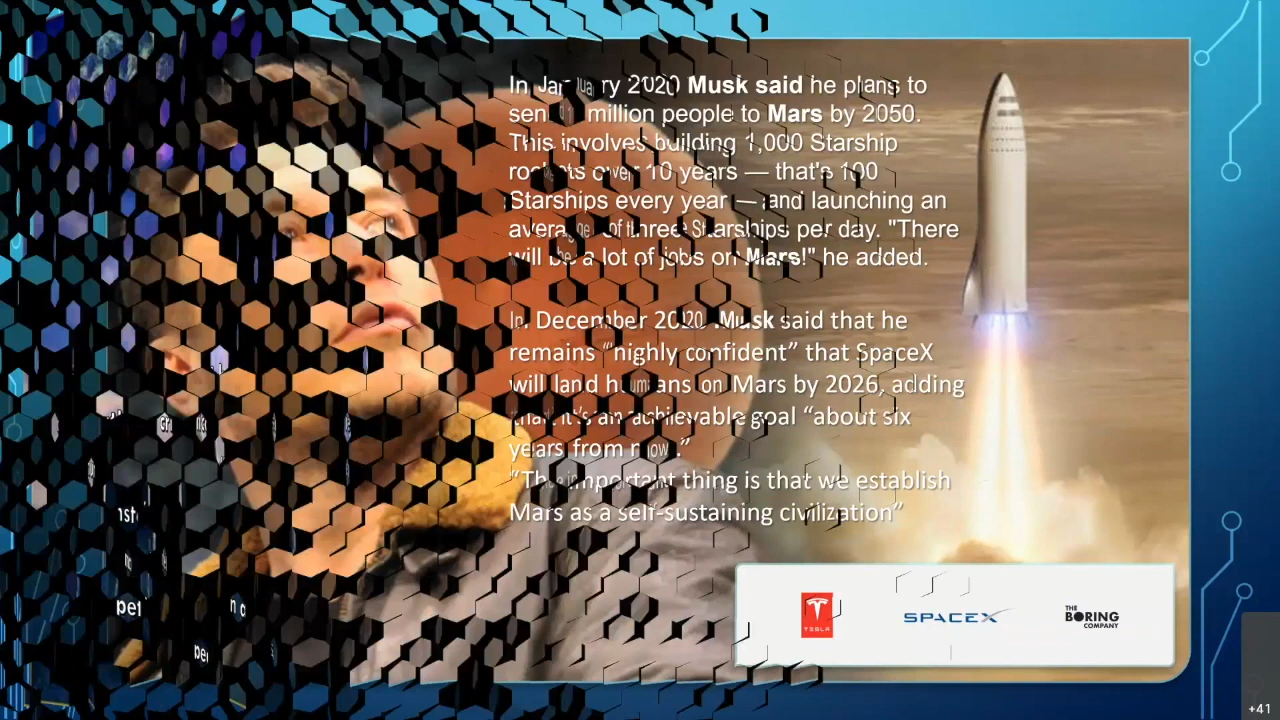 In January 2020 Musk said he plans to
send 1 million people to Mars by 2050.
This involves building 1,000 Starship
rockets over 10 years — that's 100
Starships every year — and launching an
average of three Starships per day. "There
will be a lot of jobs on Mars!" he added.
In December 2020 Musk said that he
remains “highly confident” that SpaceX
will land humans on Mars by 2026, adding
that it's an achievable goal “about six
years from now.”
“The important thing is that we establish
Mars as a self-sustaining civilization”
TESLA
SPACEX
THE
BORING
COMPANY
+41